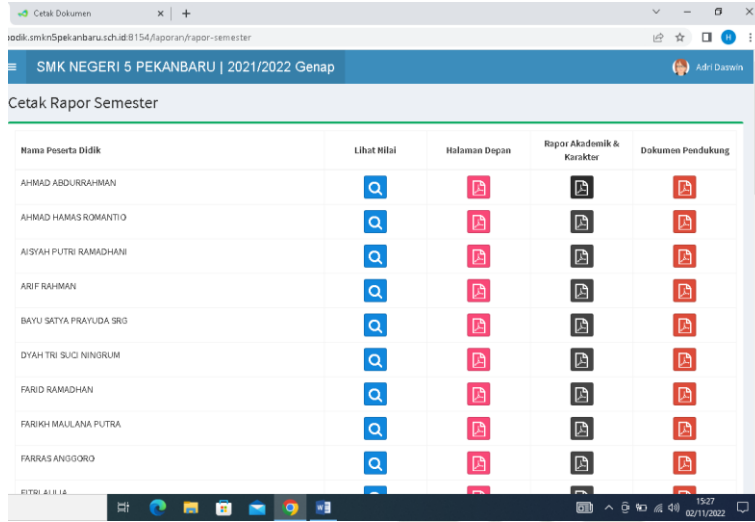 Cetak Dokumen
odik.smkn5pekanbaru.sch.id:8154/laporan/rapor-semester
SMK NEGERI 5 PEKANBARU | 2021/2022 Genap
Adri Daswin
Cetak Rapor Semester
Nama Peserta Didik Lihat Nilai Halaman Depan Rapor Akademik & Karakter Dokumen Pendukung
AHMAD ABDURRAHMAN
AHMAD HAMAS ROMANTIO
AISYAH PUTRI RAMADHANI
ARIF RAHMAN
BAYU SATYA PRAYUDA SRG
DYAH TRI SUCI NINGRUM
FARID RAMADHAN
FARIKH MAULANA PUTRA
FARRAS ANGGORO
FITRI AULIA
15:27
02/11/2022